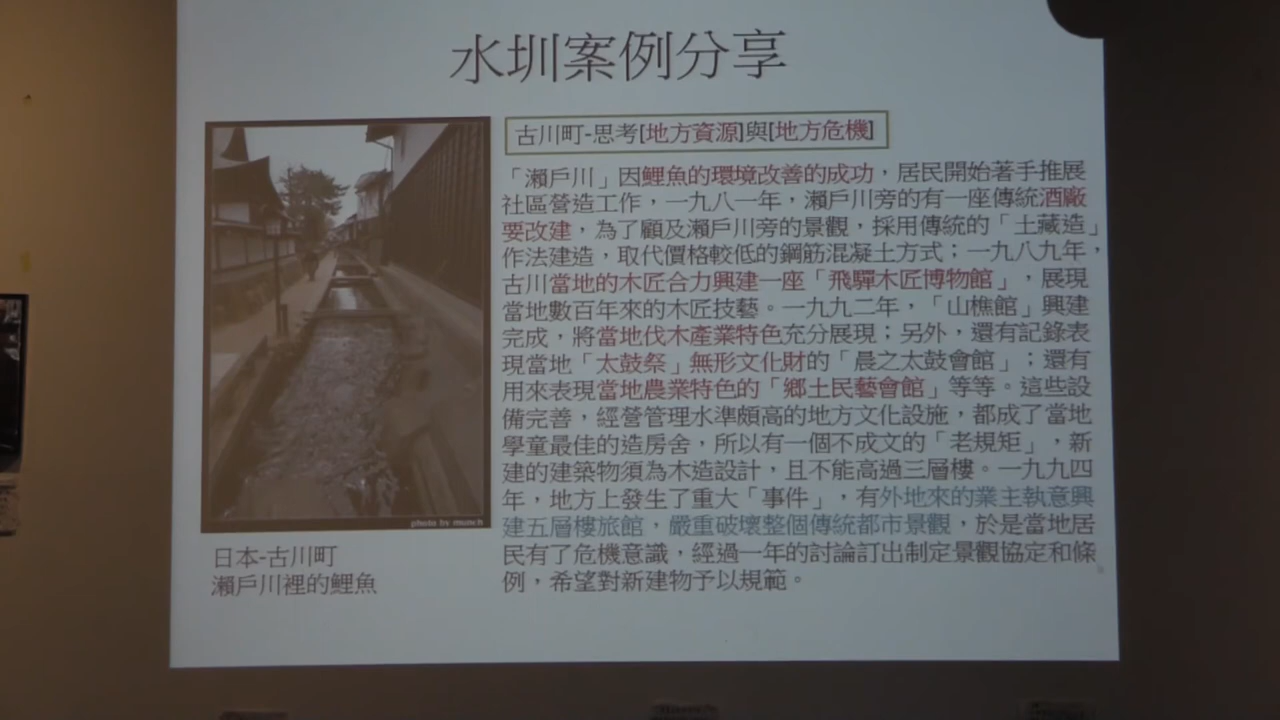 水圳案例分享
古川町-思考[地方資源]與[地方危機]
「瀨戶川」因鯉魚的環境改善的成功，居民開始著手推展
社區營造工作，一九八一年，瀨戶川旁的有一座傳統酒廠
要改建，為了顧及瀨戶川旁的景觀，採用傳統的「土藏造」
作法建造，取代價格較低的鋼筋混凝土方式；一九八九年，
古川當地的木匠合力興建一座「飛驒木匠博物館」，展現
當地數百年來的木匠技藝。一九九二年，「山樵館」興建
完成，將當地伐木產業特色充分展現；另外，還有記錄表
現當地「太鼓祭」無形文化財的「晨之太鼓會館」；還有
用來表現當地農業特色的「鄉土民藝會館」等等。這些設
備完善，經營管理水準頗高的地方文化設施，都成了當地
學童最佳的造房舍，所以有一個不成文的「老規矩」，新
建的建築物須為木造設計，且不能高過三層樓。一九九四
年，地方上發生了重大「事件」，有外地來的業主執意興
建五層樓旅館，嚴重破壞整個傳統都市景觀，於是當地居
民有了危機意識，經過一年的討論訂出制定景觀協定和條
例，希望對新建物予以規範。
photo by munch
日本-古川町
瀨戶川裡的鯉魚